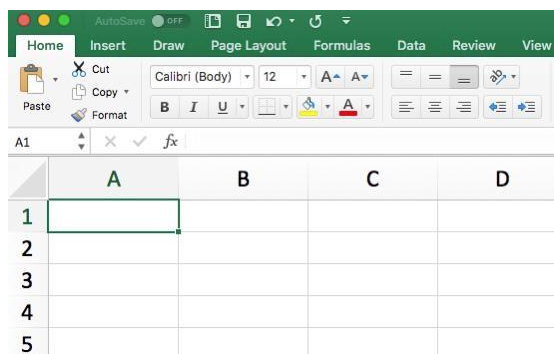 AutoSave OFF
Home Insert Draw Page Layout Formulas Data Review View
Cut
Calibri (Body) 12 A A
Copy
Paste
B I U A
Format
A1 fx
A B C D
1
2
3
4
5